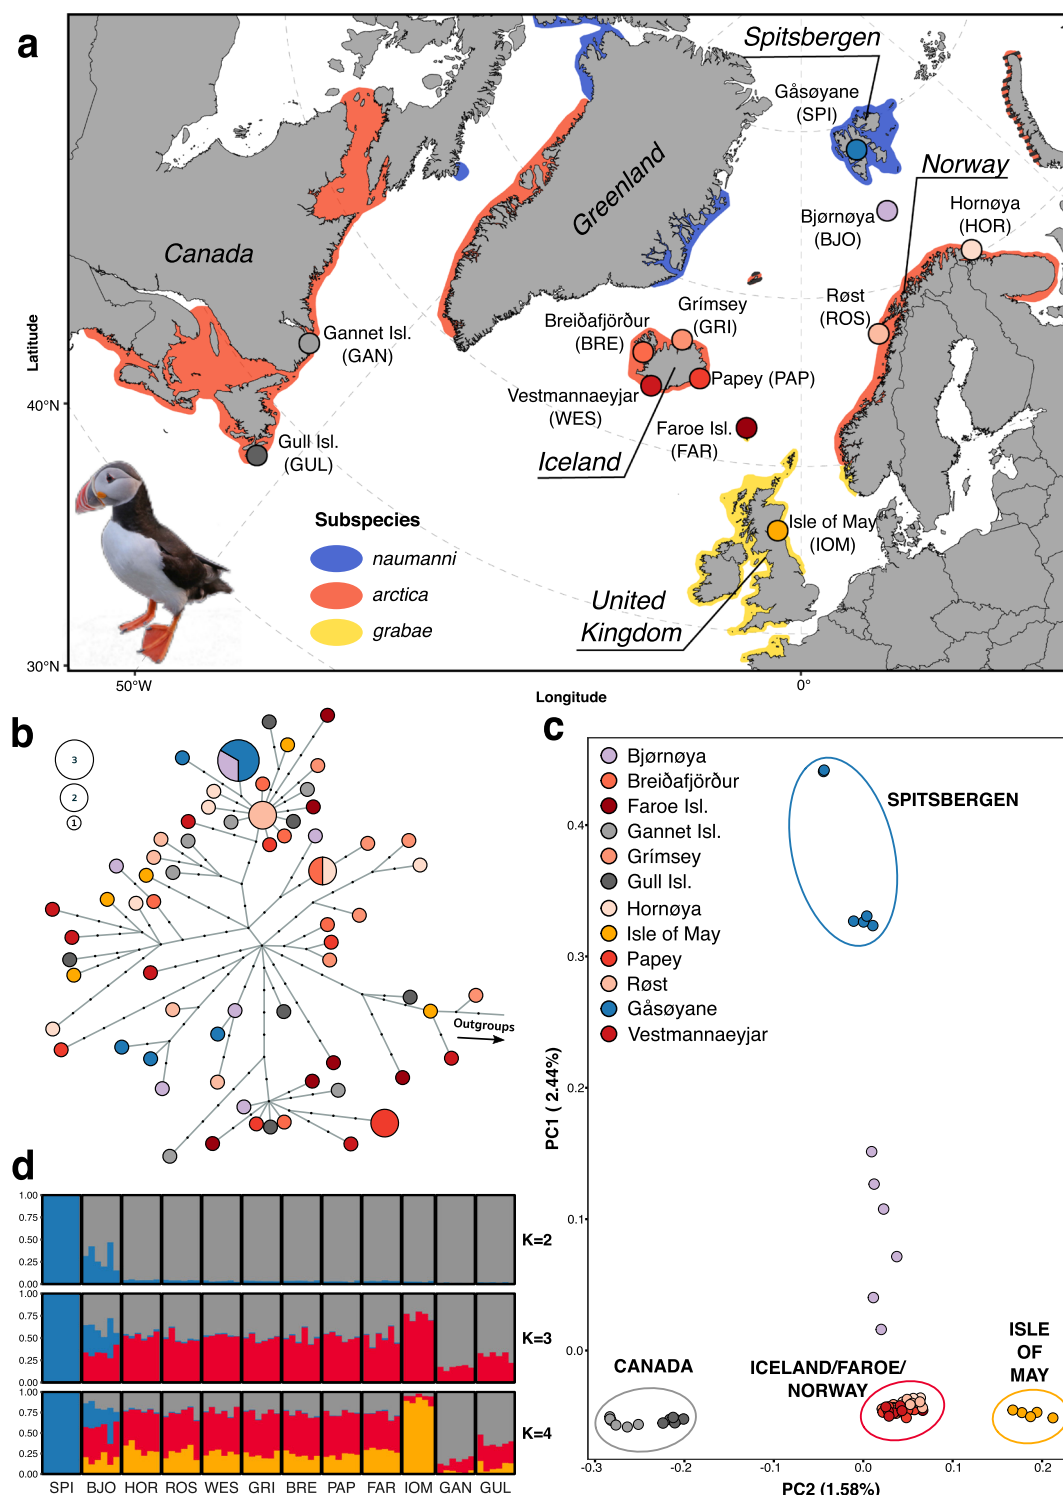 a
Spitsbergen
Gåsøyane
(SPI)
Norway
Bjørnøya
(BJO)
Hornøya
(HOR)
Greenland
Canada
Røst
(ROS)
Grímsey
(GRI)
Breiðafjörður
(BRE)
Gannet Isl.
(GAN)
Papey (PAP)
Vestmannaeyjar
(WES)
Faroe Isl.
(FAR)
Gull Isl.
(GUL)
Iceland
Isle of May
(IOM)
United
Kingdom
Subspecies
naumanni
arctica
grabae
Latitude
40°N
30°N
50°W
0°
Longitude
b
3
2
1
Outgroups
c
Bjørnøya
Breiðafjörður
Faroe Isl.
Gannet Isl.
Grímsey
Gull Isl.
Hornøya
Isle of May
Papey
Røst
Gåsøyane
Vestmannaeyjar
SPITSBERGEN
CANADA
ICELAND/FAROE/
NORWAY
ISLE
OF
MAY
PC1 ( 2.44%)
0.4
0.3
0.2
0.1
0.0
-0.3
-0.2
-0.1
0.0
0.1
0.2
PC2 (1.58%)
d
1.00
0.75
0.50
0.25
0.00
K=2
1.00
0.75
0.50
0.25
0.00
K=3
1.00
0.75
0.50
0.25
0.00
K=4
SPI BJO HOR ROS WES GRI BRE PAP FAR IOM GAN GUL